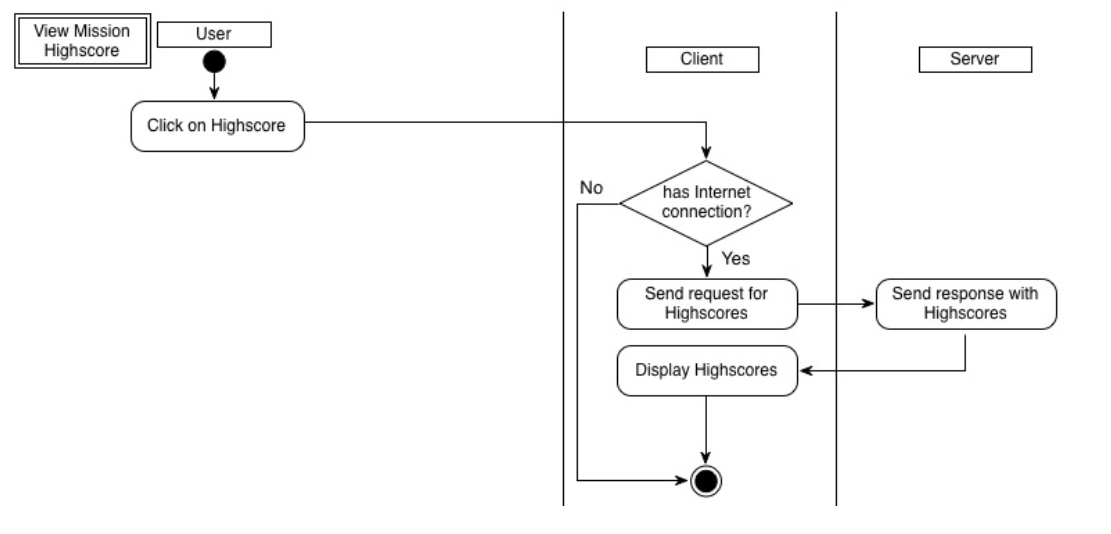 View Mission
Highscore
User
Client
Server
Click on Highscore
No
has Internet
connection?
Yes
Send request for
Highscores
Send response with
Highscores
Display Highscores